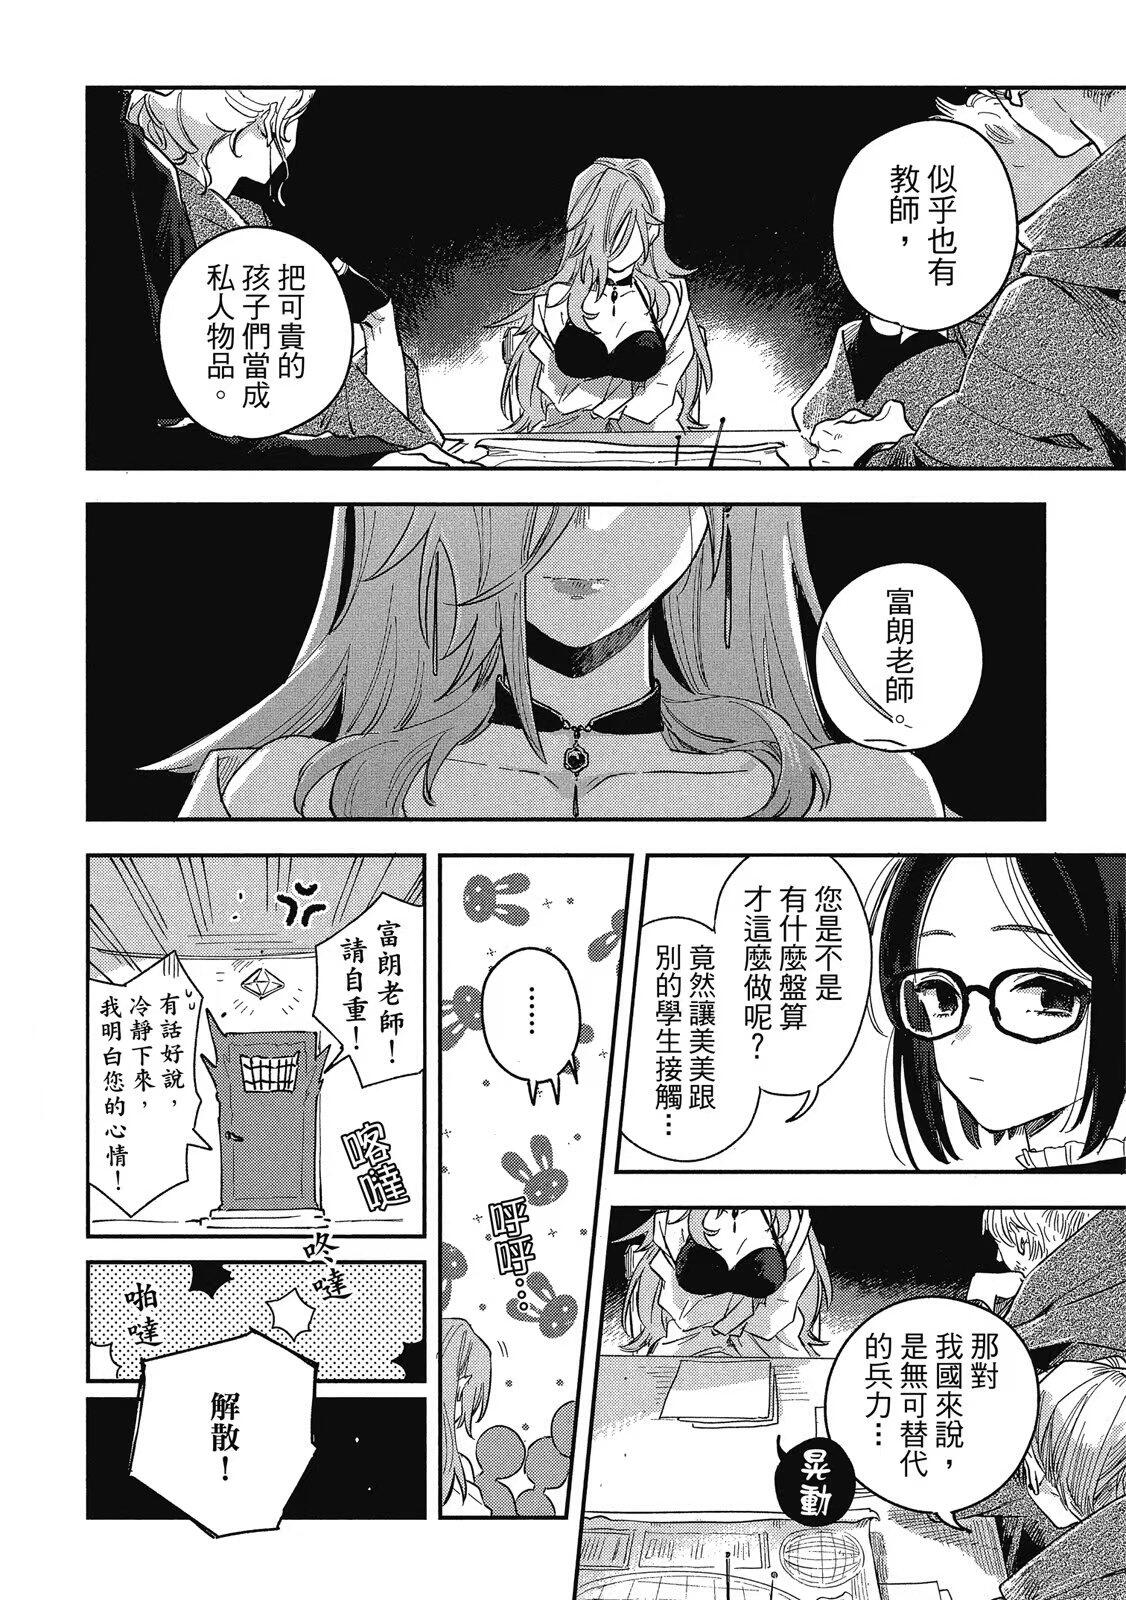 似乎也有
教師，
把可貴的
孩子們當成
私人物品。
富朗老師。
您是不是
有什麼盤算
才這麼做呢？
竟然讓美美跟
別的學生接觸…
那對
我國來說，
是無可替代
的兵力…
晃動
……
呼呼…
富朗老師！
請自重！
有話好說，
冷靜下來，
我明白您的心情！
喀噠
咚噠
啪噠
解散！